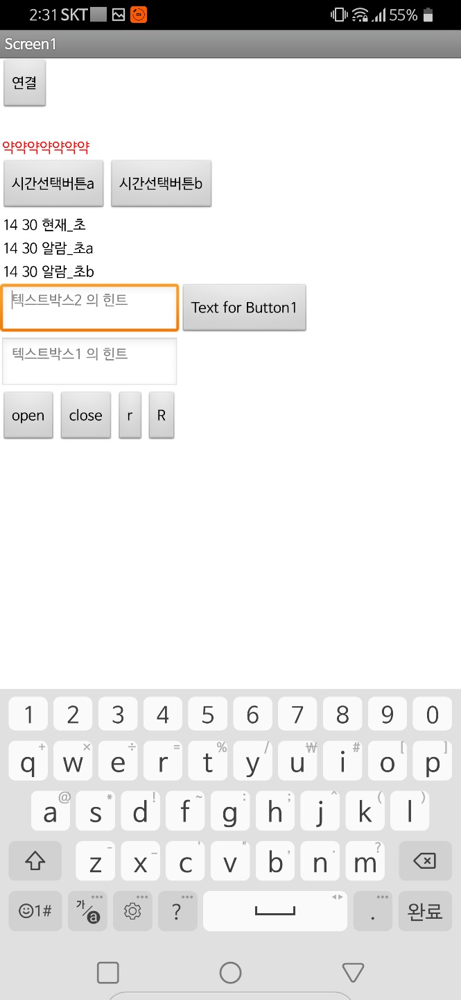 2:31 SKT 55%
Screen1
연결
약약약약약약약
시간선택버튼a 시간선택버튼b
14 30 현재_초
14 30 알람_초a
14 30 알람_초b
텍스트박스2 의 힌트 Text for Button1
텍스트박스1 의 힌트
open close r R
1 2 3 4 5 6 7 8 9 0
+ × ÷ = % / ₩ # [ ]
q w e r t y u i o p
@ * ! ~ : ; ^ ( )
a s d f g h j k l
- _ ' " , . ?
z x c v b n m
1# 가/a ? . 완료